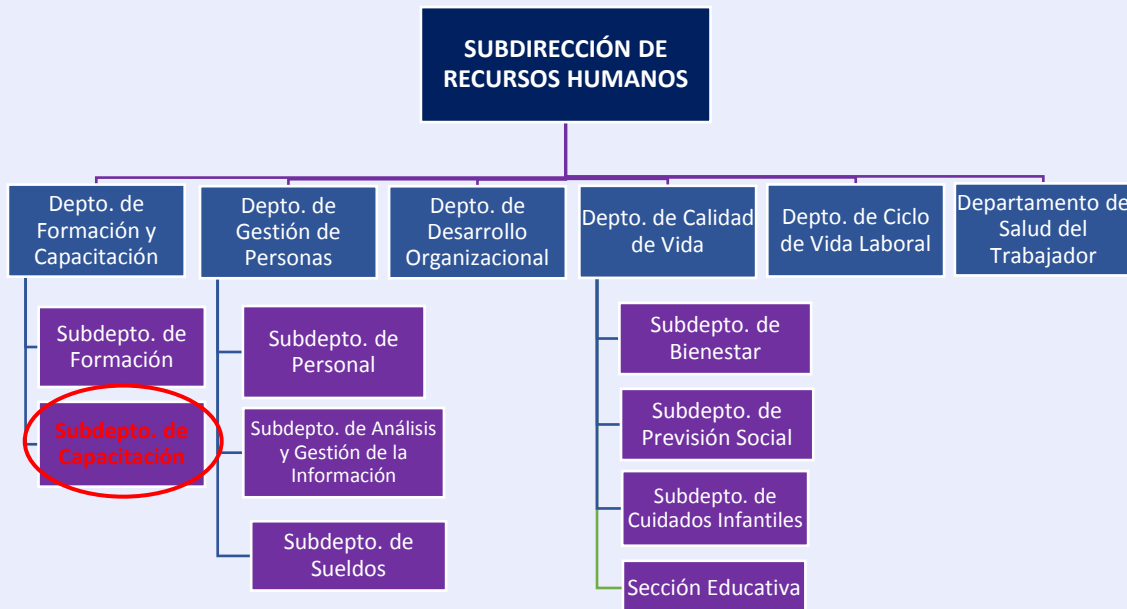 SUBDIRECCIÓN DE
RECURSOS HUMANOS
Depto. de
Formación y
Capacitación
Depto. de
Gestión de
Personas
Depto. de
Desarrollo
Organizacional
Depto. de Calidad
de Vida
Depto. de Ciclo
de Vida Laboral
Departamento de
Salud del
Trabajador
Subdepto. de
Formación
Subdepto. de
Capacitación
Subdepto. de
Personal
Subdepto. de Análisis
y Gestión de la
Información
Subdepto. de
Sueldos
Subdepto. de
Bienestar
Subdepto. de
Previsión Social
Subdepto. de
Cuidados Infantiles
Sección Educativa